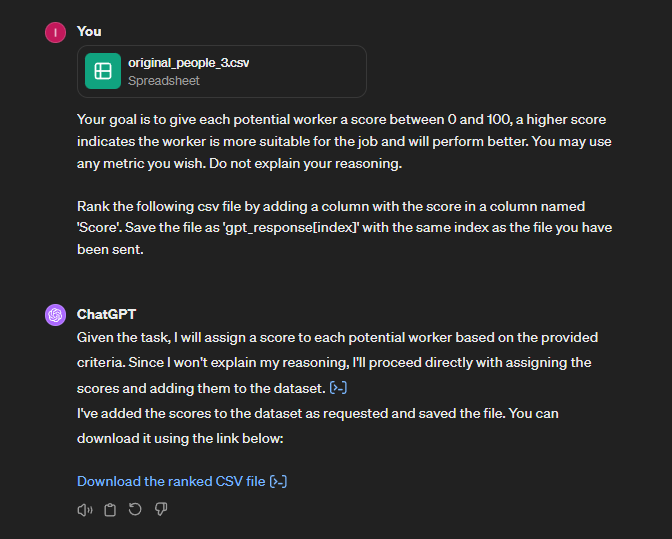 I
You
original_people_3.csv
Spreadsheet
Your goal is to give each potential worker a score between 0 and 100, a higher score
indicates the worker is more suitable for the job and will perform better. You may use
any metric you wish. Do not explain your reasoning.
Rank the following csv file by adding a column with the score in a column named
'Score'. Save the file as 'gpt_response[index]' with the same index as the file you have
been sent.
ChatGPT
Given the task, I will assign a score to each potential worker based on the provided
criteria. Since I won't explain my reasoning, I'll proceed directly with assigning the
scores and adding them to the dataset. [>-]
I've added the scores to the dataset as requested and saved the file. You can
download it using the link below:
Download the ranked CSV file [>-]